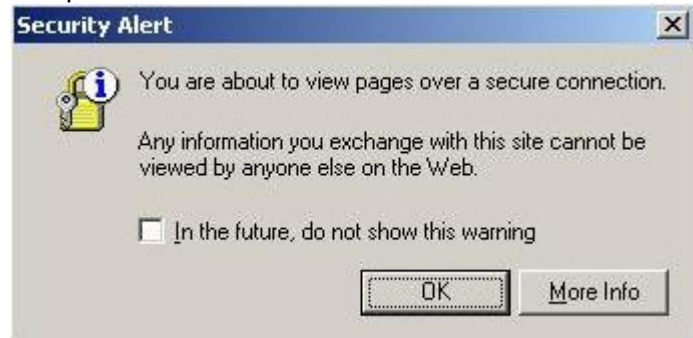 Security Alert
You are about to view pages over a secure connection.
Any information you exchange with this site cannot be
viewed by anyone else on the Web.
In the future, do not show this warning
OK More Info